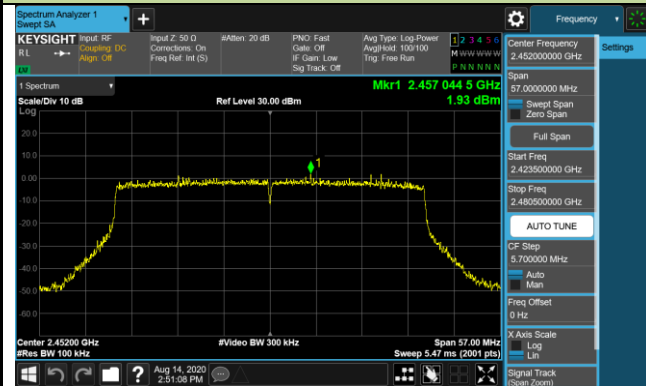 Spectrum Analyzer 1
Swept SA
+
Frequency
KEYSIGHT
RL
Input: RF
Coupling: DC
Align: Off
Input Z: 50 Ω
Corrections: On
Freq Ref: Int (S)
#Atten: 20 dB
PNO: Fast
Gate: Off
IF Gain: Low
Sig Track: Off
Avg Type: Log-Power
Avg|Hold: 100/100
Trig: Free Run
1 2 3 4 5 6
M W W W W W
P N N N N N
1 Spectrum
Mkr1 2.457 044 5 GHz
Scale/Div 10 dB
Ref Level 30.00 dBm
1.93 dBm
Log
20.0
10.0
0.00
-10.0
-20.0
-30.0
-40.0
-50.0
-60.0
1
Center 2.45200 GHz
#Video BW 300 kHz
Span 57.00 MHz
#Res BW 100 kHz
Sweep 5.47 ms (2001 pts)
Aug 14, 2020
2:51:08 PM
?
Center Frequency
2.452000000 GHz
Settings
Span
57.0000000 MHz
Swept Span
Zero Span
Full Span
Start Freq
2.423500000 GHz
Stop Freq
2.480500000 GHz
AUTO TUNE
CF Step
5.700000 MHz
Auto
Man
Freq Offset
0 Hz
X Axis Scale
Log
Lin
Signal Track
(Span Zoom)